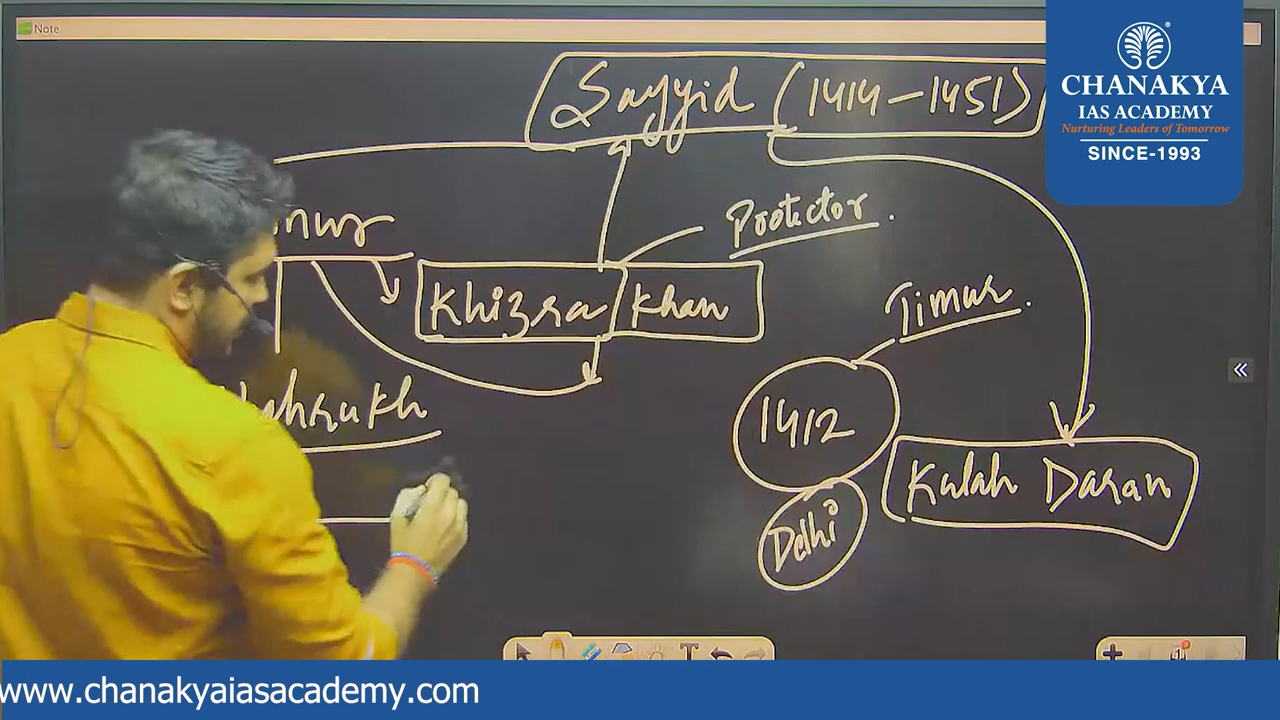 Note
Sayyid (1414-1451)
CHANAKYA
IAS ACADEMY
Nurturing Leaders of Tomorrow
SINCE-1993
Protector.
Khizra Khan
Timur.
1412
Kulah Daran
Delhi
T
www.chanakyaiasacademy.com